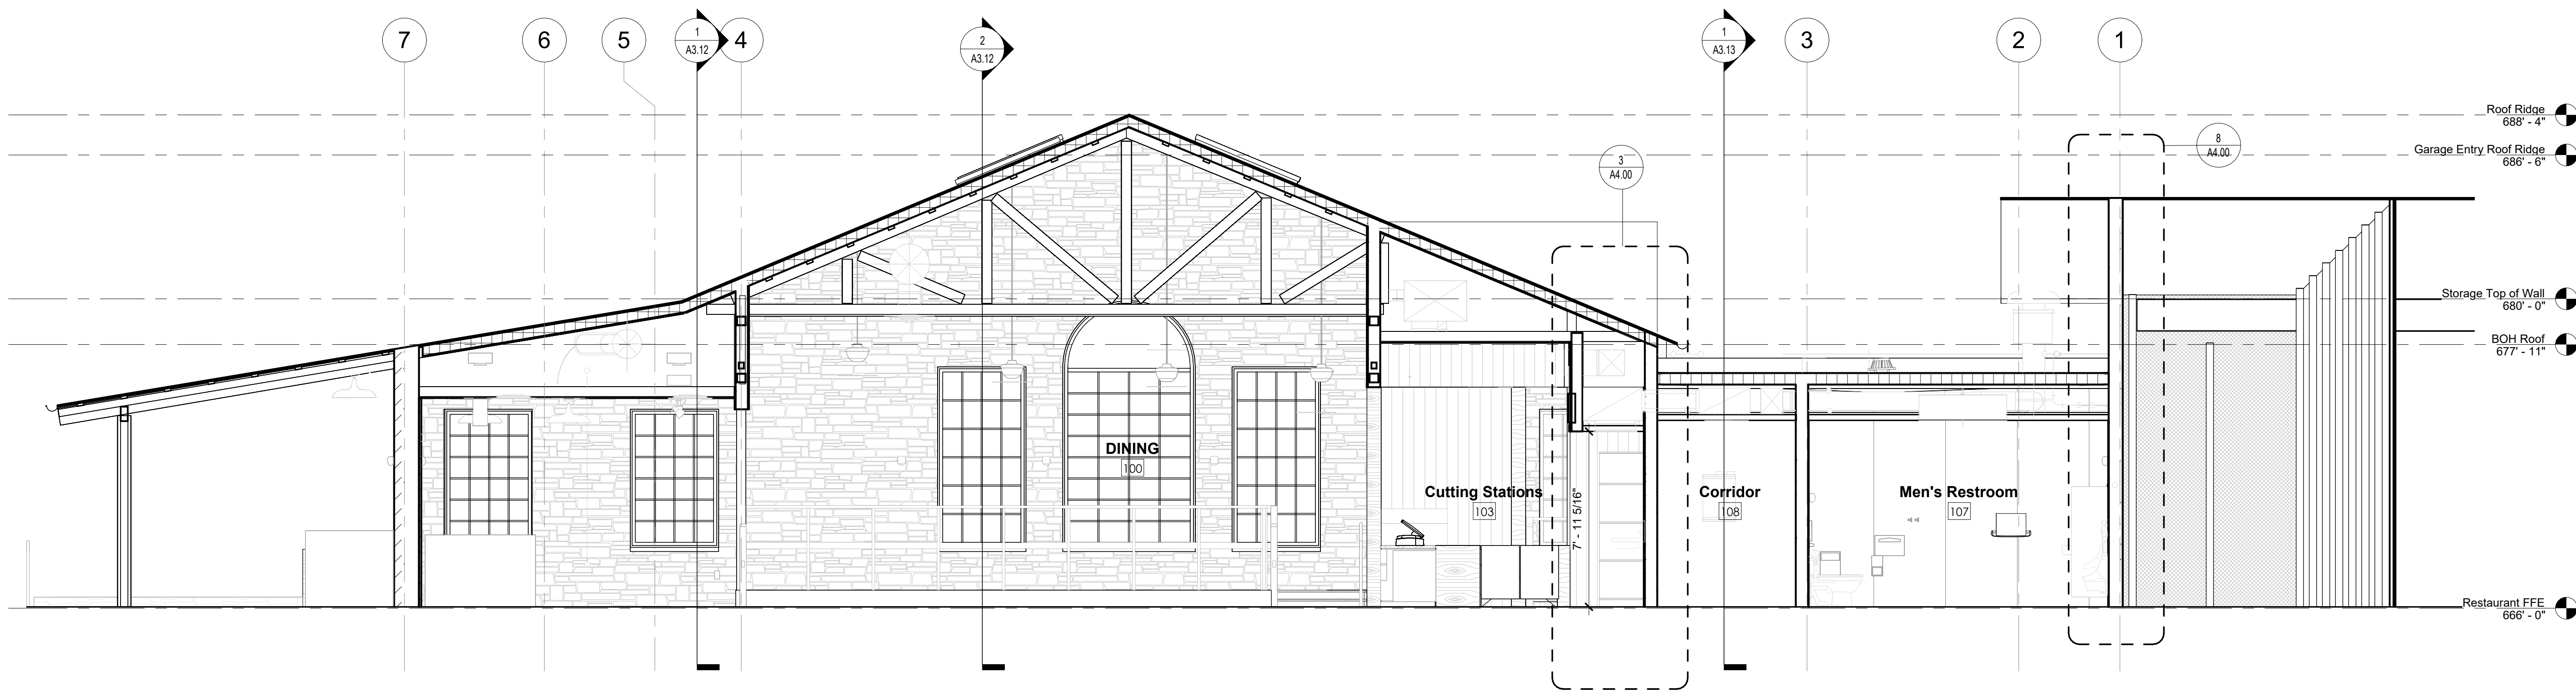 7
6
5
1
A3.12
4
2
A3.12
1
A3.13
3
2
1
Roof Ridge
688' - 4"
8
A4.00
Garage Entry Roof Ridge
686' - 6"
3
A4.00
Storage Top of Wall
680' - 0"
BOH Roof
677' - 11"
DINING
100
Cutting Stations
103
7' - 11 5/16"
Corridor
108
Men's Restroom
107
Restaurant FFE
666' - 0"